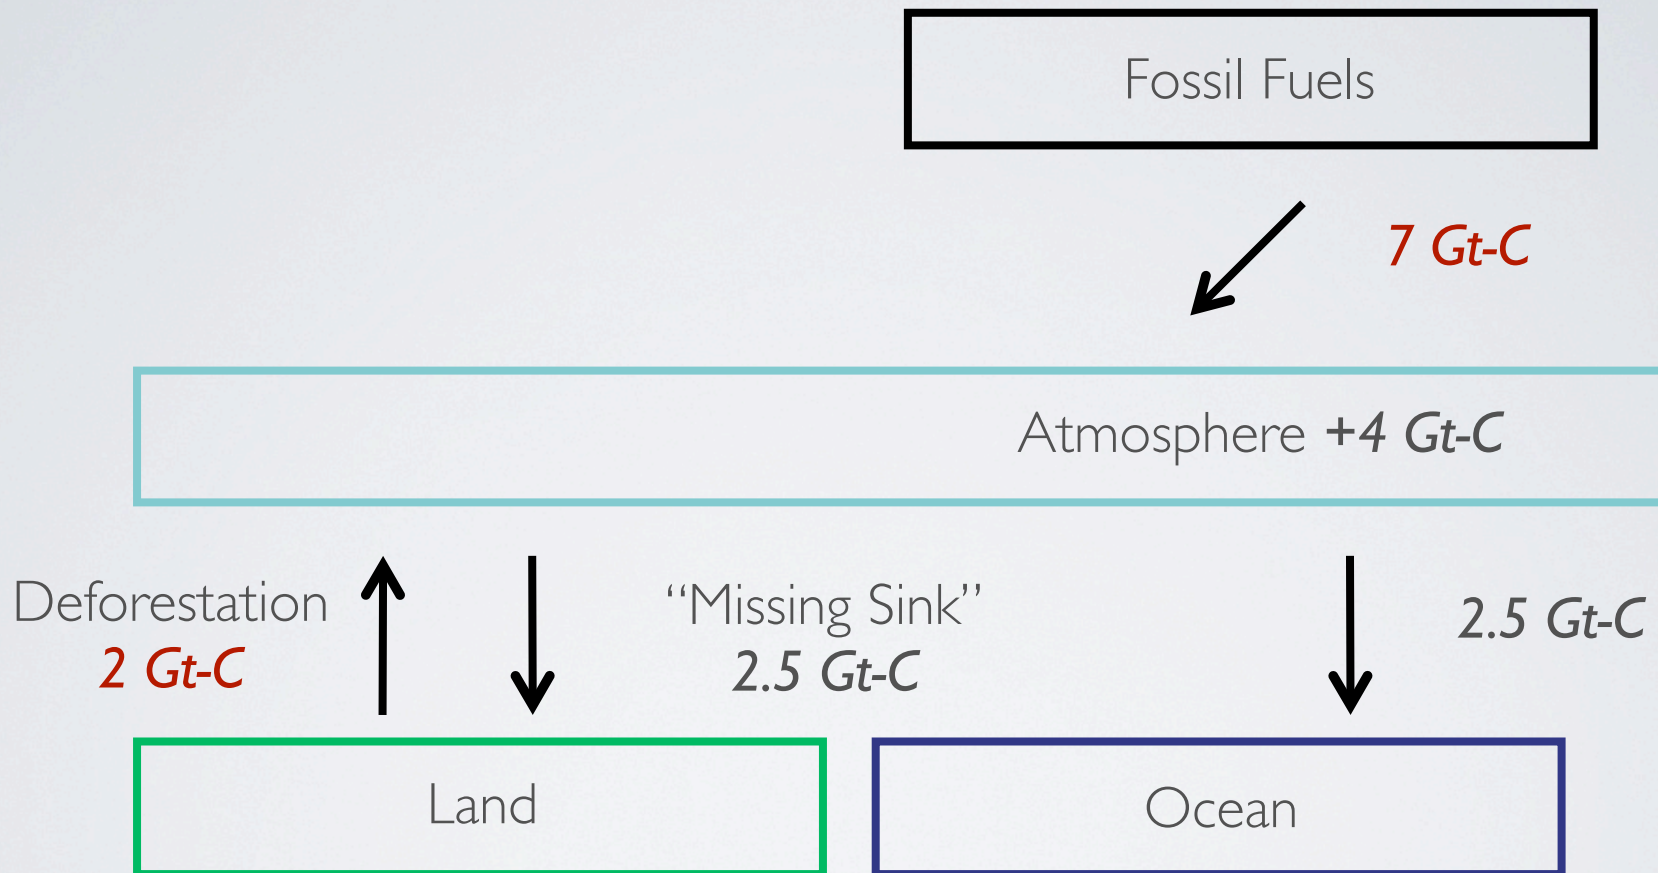 Fossil Fuels
7 Gt-C
Atmosphere +4 Gt-C
Deforestation
2 Gt-C
“Missing Sink”
2.5 Gt-C
2.5 Gt-C
Land
Ocean